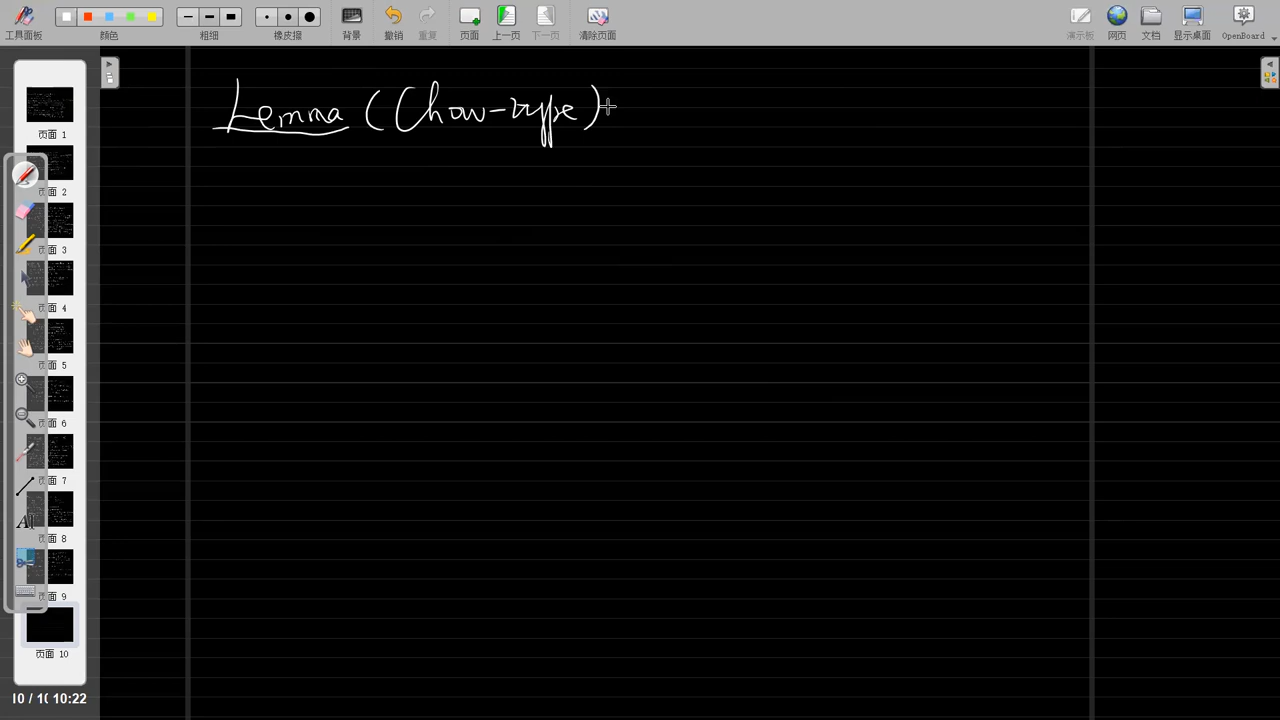 工具面板
颜色
粗细
橡皮擦
背景
撤销
重复
页面
上一页
下一页
清除页面
演示板
网页
文档
显示桌面
OpenBoard
Lemma (Chow-type)
页面 1
页面 2
页面 3
页面 4
页面 5
页面 6
页面 7
页面 8
页面 9
页面 10
10:22